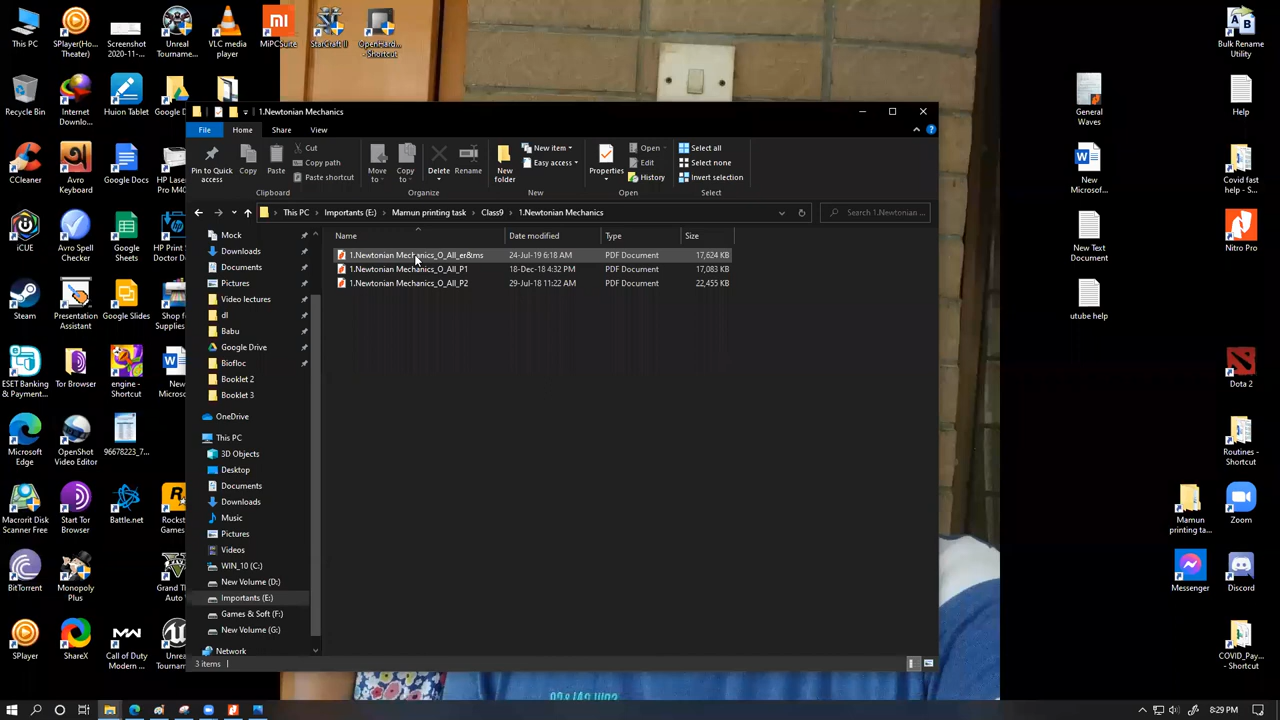 This PC
SPlayer(Ho...
Theater)
Screenshot
2020-11-...
Unreal
Tourname...
VLC media
player
MiPCSuite
StarCraft II
OpenHard...
- Shortcut
Bulk Rename
Utility
Recycle Bin
Internet
Downlo...
Huion Tablet
Google D
General
Waves
Help
1.Newtonian Mechanics
File
Home
Share
View
Pin to Quick
access
Copy
Paste
Cut
Copy path
Paste shortcut
Clipboard
Move
to
Copy
to
Delete
Rename
Organize
New
folder
New item
Easy access
New
Properties
Open
Edit
History
Open
Select all
Select none
Invert selection
Select
This PC
Importants (E:)
Mamun printing task
Class9
1.Newtonian Mechanics
Search 1.Newtonian ...
Name
Date modified
Type
Size
1.Newtonian Mechanics_O_All_er&ms 24-Jul-19 6:18 AM PDF Document 17,624 KB
1.Newtonian Mechanics_O_All_P1 18-Dec-18 4:32 PM PDF Document 17,083 KB
1.Newtonian Mechanics_O_All_P2 29-Jul-18 11:22 AM PDF Document 22,455 KB
Mock
Downloads
Documents
Pictures
Video lectures
dl
Babu
Google Drive
Biofloc
Booklet 2
Booklet 3
OneDrive
This PC
3D Objects
Desktop
Documents
Downloads
Music
Pictures
Videos
WIN_10 (C:)
New Volume (D:)
Importants (E:)
Games & Soft (F:)
New Volume (G:)
Network
3 items
CCleaner
Avro
Keyboard
Google Docs
HP Laser
Pro M40
New
Microsoft
Covid fast
help - S...
iCUE
Avro Spell
Checker
Google
Sheets
HP Print S
Doctor
New Text
Document
Nitro Pro
Steam
Presentation
Assistant
Google Slides
Shop for
Supplies
utube help
ESET Banking
& Payment...
Tor Browser
engine -
Shortcut
New
Micros
Dota 2
Microsoft
Edge
OpenShot
Video Editor
96678223_7...
Routines -
Shortcut
Macrorit Disk
Scanner Free
Start Tor
Browser
Battle.net
Rockst
Games
Mamun
printing ta...
Zoom
BitTorrent
Monopoly
Plus
Grand Th
Auto
Messenger
Discord
SPlayer
ShareX
Call of Duty
Modern ...
Unreal
Tourname
COVID_Pay...
- Shortcut
8:29 PM